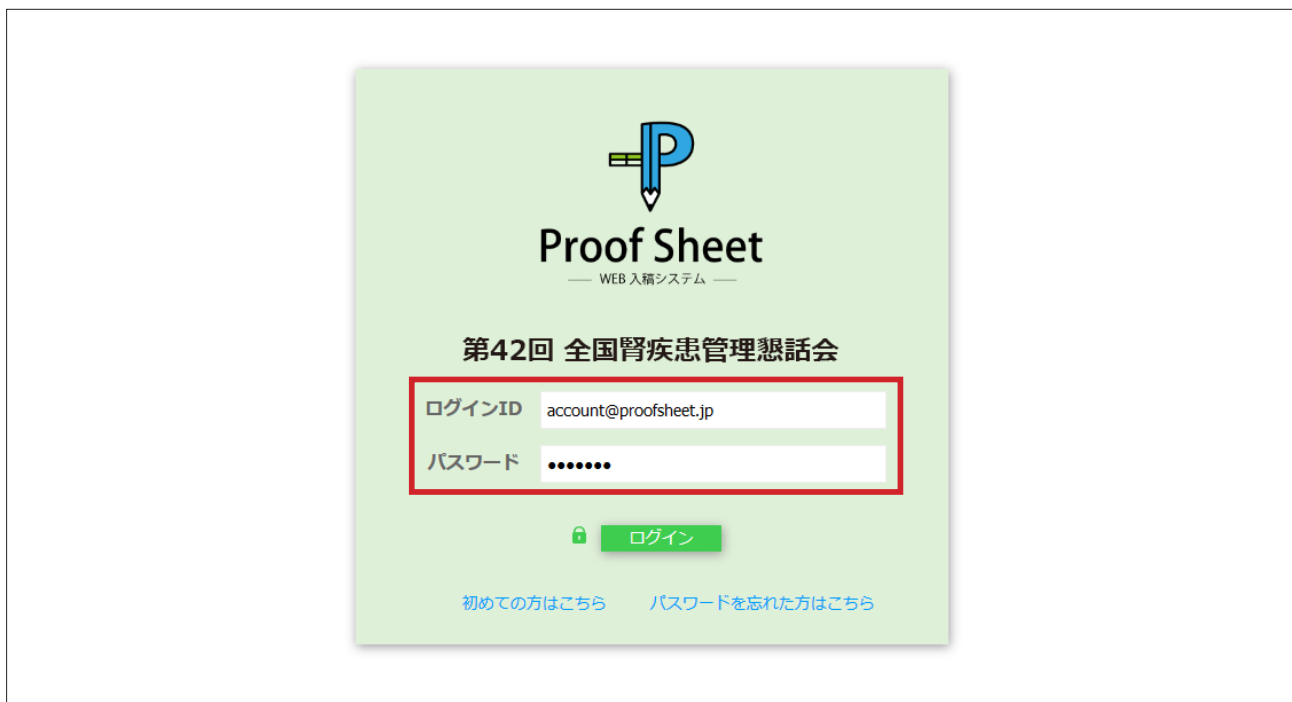 Proof Sheet
WEB 入稿システム
第42回 全国腎疾患管理懇話会
ログインID account@proofsheet.jp
パスワード •••••••
ログイン
初めての方はこちら パスワードを忘れた方はこちら